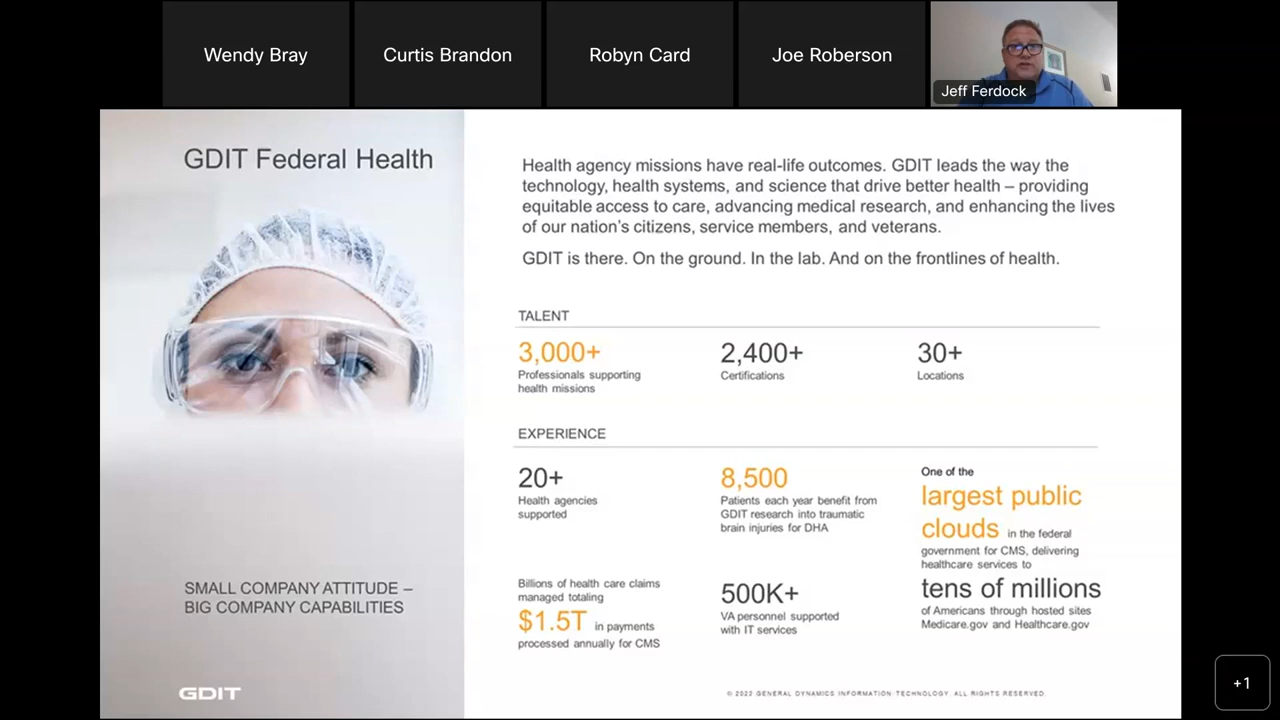 Wendy Bray
Curtis Brandon
Robyn Card
Joe Roberson
Jeff Ferdock
GDIT Federal Health
SMALL COMPANY ATTITUDE –
BIG COMPANY CAPABILITIES
GDIT
Health agency missions have real-life outcomes. GDIT leads the way the
technology, health systems, and science that drive better health – providing
equitable access to care, advancing medical research, and enhancing the lives
of our nation's citizens, service members, and veterans.
GDIT is there. On the ground. In the lab. And on the frontlines of health.
TALENT
3,000+
Professionals supporting
health missions
2,400+
Certifications
30+
Locations
EXPERIENCE
20+
Health agencies
supported
8,500
Patients each year benefit from
GDIT research into traumatic
brain injuries for DHA
One of the
largest public
clouds in the federal
government for CMS, delivering
healthcare services to
tens of millions
of Americans through hosted sites
Medicare.gov and Healthcare.gov
Billions of health care claims
managed totaling
$1.5T in payments
processed annually for CMS
500K+
VA personnel supported
with IT services
© 2022 GENERAL DYNAMICS INFORMATION TECHNOLOGY. ALL RIGHTS RESERVED.
+1